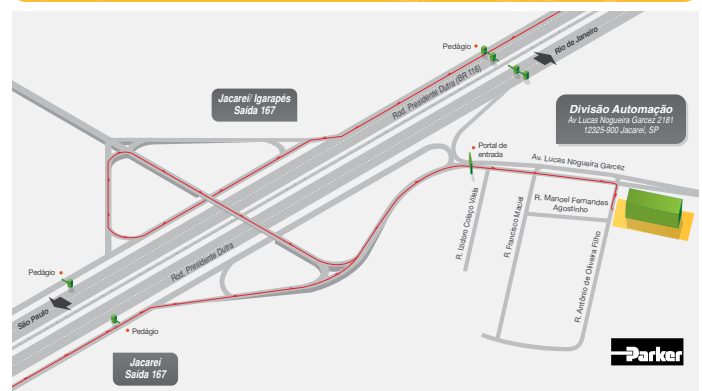 Pedágio
Rio de Janeiro
Rod. Presidente Dutra (BR 116)
Jacareí/ Igarapés
Saída 167
Divisão Automação
Av Lucas Nogueira Garcez 2181
12325-900 Jacareí, SP
Portal de
entrada
Av. Lucas Nogueira Garcez
R. Manoel Fernandes
Agostinho
R. Izidoro Colaço Vilela
R. Francisco Maciel
R. Antônio de Oliveira Filho
Rod. Presidente Dutra
Pedágio
São Paulo
Pedágio
Jacareí
Saída 167
Parker